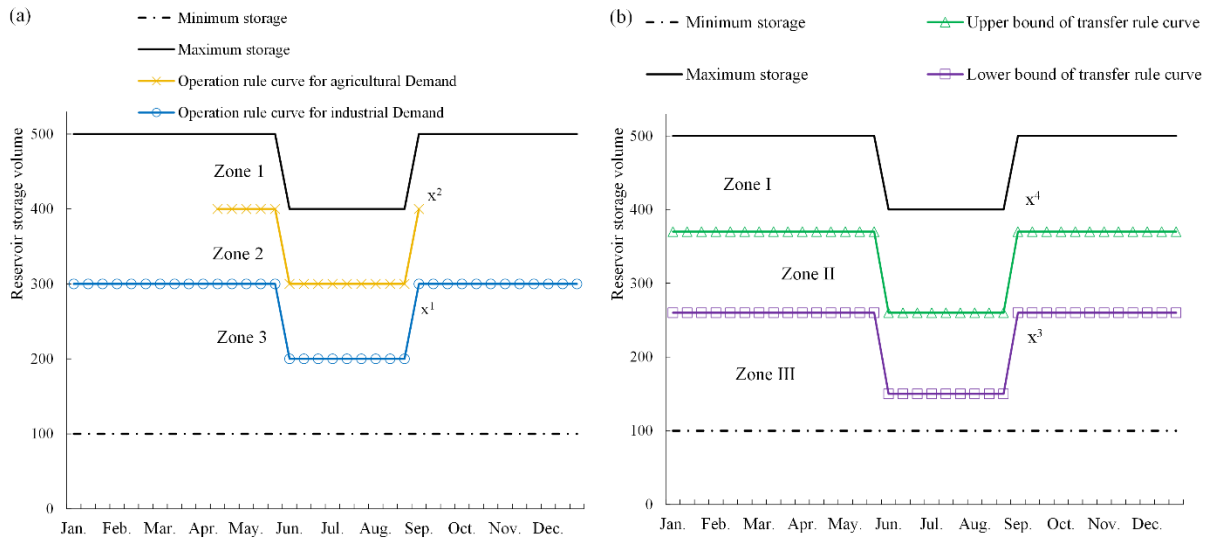 (a)
Minimum storage
Maximum storage
Operation rule curve for agricultural Demand
Operation rule curve for industrial Demand
Reservoir storage volume
500
400
300
200
100
0
Zone 1
Zone 2
Zone 3
x²
x¹
Jan. Feb. Mar. Apr. May. Jun. Jul. Aug. Sep. Oct. Nov. Dec.
(b)
Minimum storage
Upper bound of transfer rule curve
Maximum storage
Lower bound of transfer rule curve
Reservoir storage volume
500
400
300
200
100
0
Zone I
Zone II
Zone III
x⁴
x³
Jan. Feb. Mar. Apr. May. Jun. Jul. Aug. Sep. Oct. Nov. Dec.